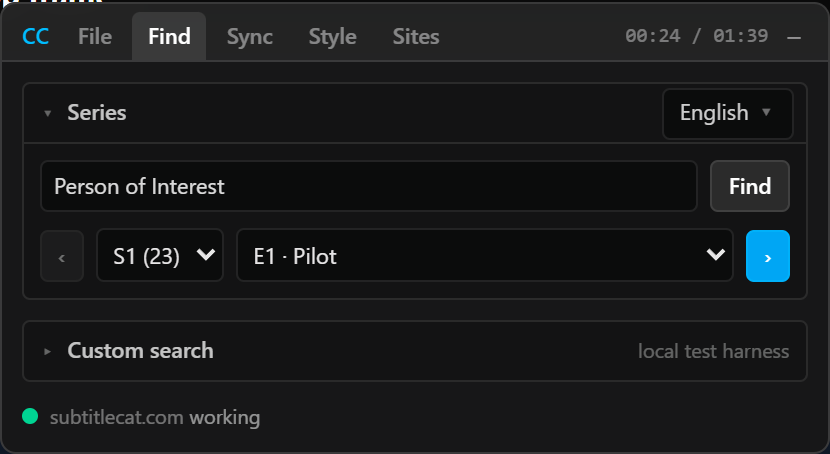 CC File Find Sync Style Sites 00:24 / 01:39 –
Series English
Person of Interest Find
‹ S1 (23) E1 · Pilot ›
Custom search local test harness
subtitlecat.com working